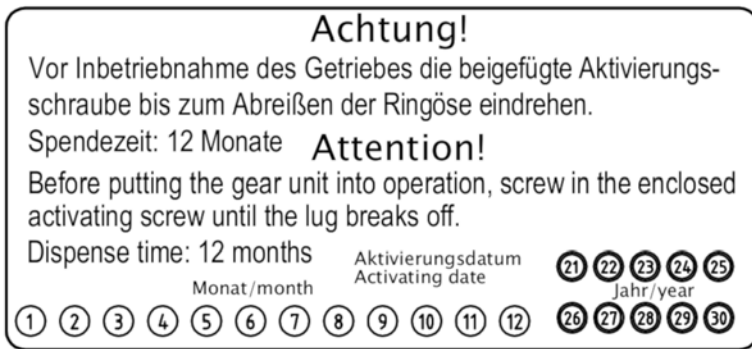 Achtung!
Vor Inbetriebnahme des Getriebes die beigefügte Aktivierungs-
schraube bis zum Abreißen der Ringöse eindrehen.
Spendezeit: 12 Monate
Attention!
Before putting the gear unit into operation, screw in the enclosed
activating screw until the lug breaks off.
Dispense time: 12 months
Aktivierungsdatum
Activating date
Monat/month
1 2 3 4 5 6 7 8 9 10 11 12
21 22 23 24 25
Jahr/year
26 27 28 29 30